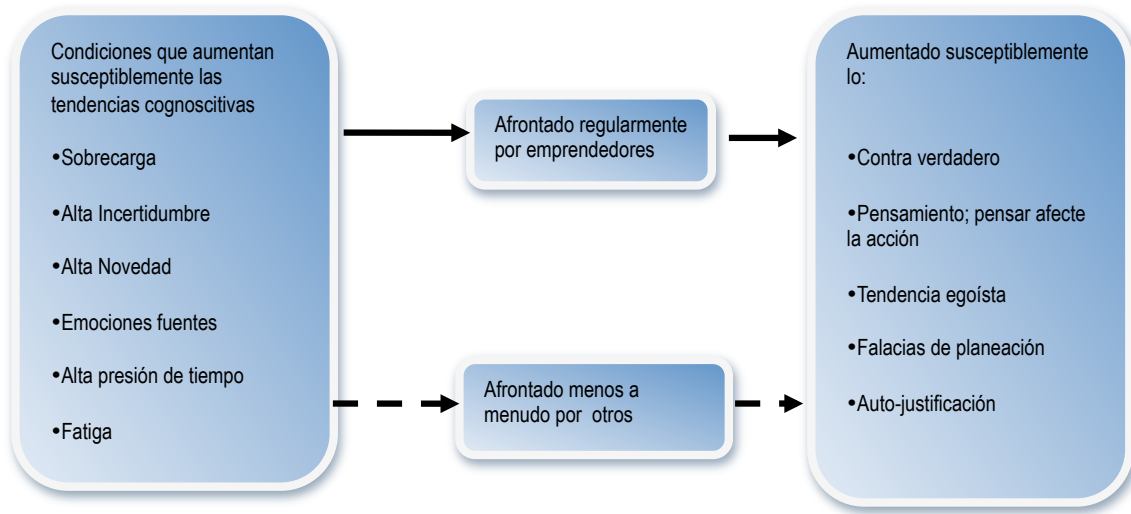 Condiciones que aumentan
susceptiblemente las
tendencias cognoscitivas
•Sobrecarga
•Alta Incertidumbre
•Alta Novedad
•Emociones fuentes
•Alta presión de tiempo
•Fatiga
Afrontado regularmente
por emprendedores
Afrontado menos a
menudo por otros
Aumentado susceptiblemente
lo:
•Contra verdadero
•Pensamiento; pensar afecte
la acción
•Tendencia egoísta
•Falacias de planeación
•Auto-justificación